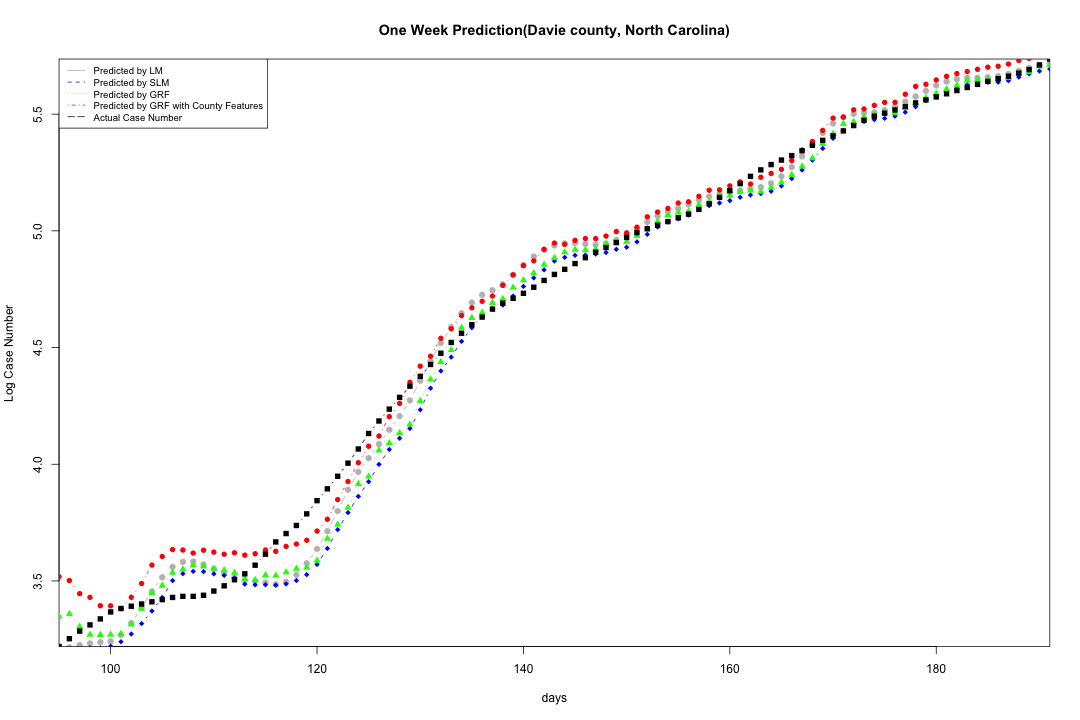 One Week Prediction(Davie county, North Carolina)
Predicted by LM
Predicted by SLM
Predicted by GRF
Predicted by GRF with County Features
Actual Case Number
Log Case Number
5.5
5.0
4.5
4.0
3.5
100 120 140 160 180
days